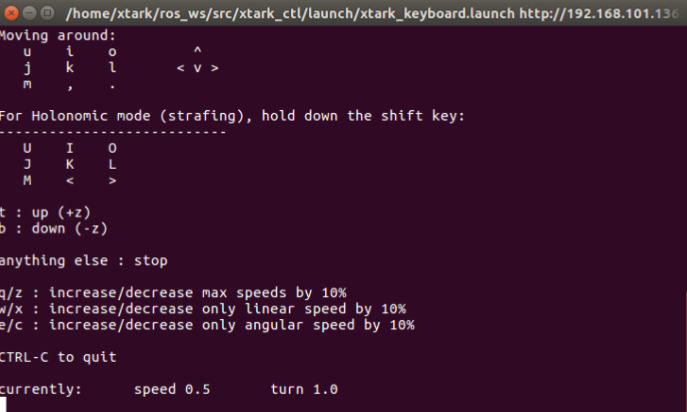 /home/xtark/ros_ws/src/xtark_ctl/launch/xtark_keyboard.launch http://192.168.101.136
Moving around:
   u    i    o         ^
   j    k    l       < v >
   m    ,    .
For Holonomic mode (strafing), hold down the shift key:
---------------------------
   U    I    O
   J    K    L
   M    <    >
t : up (+z)
b : down (-z)
anything else : stop
q/z : increase/decrease max speeds by 10%
w/x : increase/decrease only linear speed by 10%
e/c : increase/decrease only angular speed by 10%
CTRL-C to quit
currently:      speed 0.5       turn 1.0